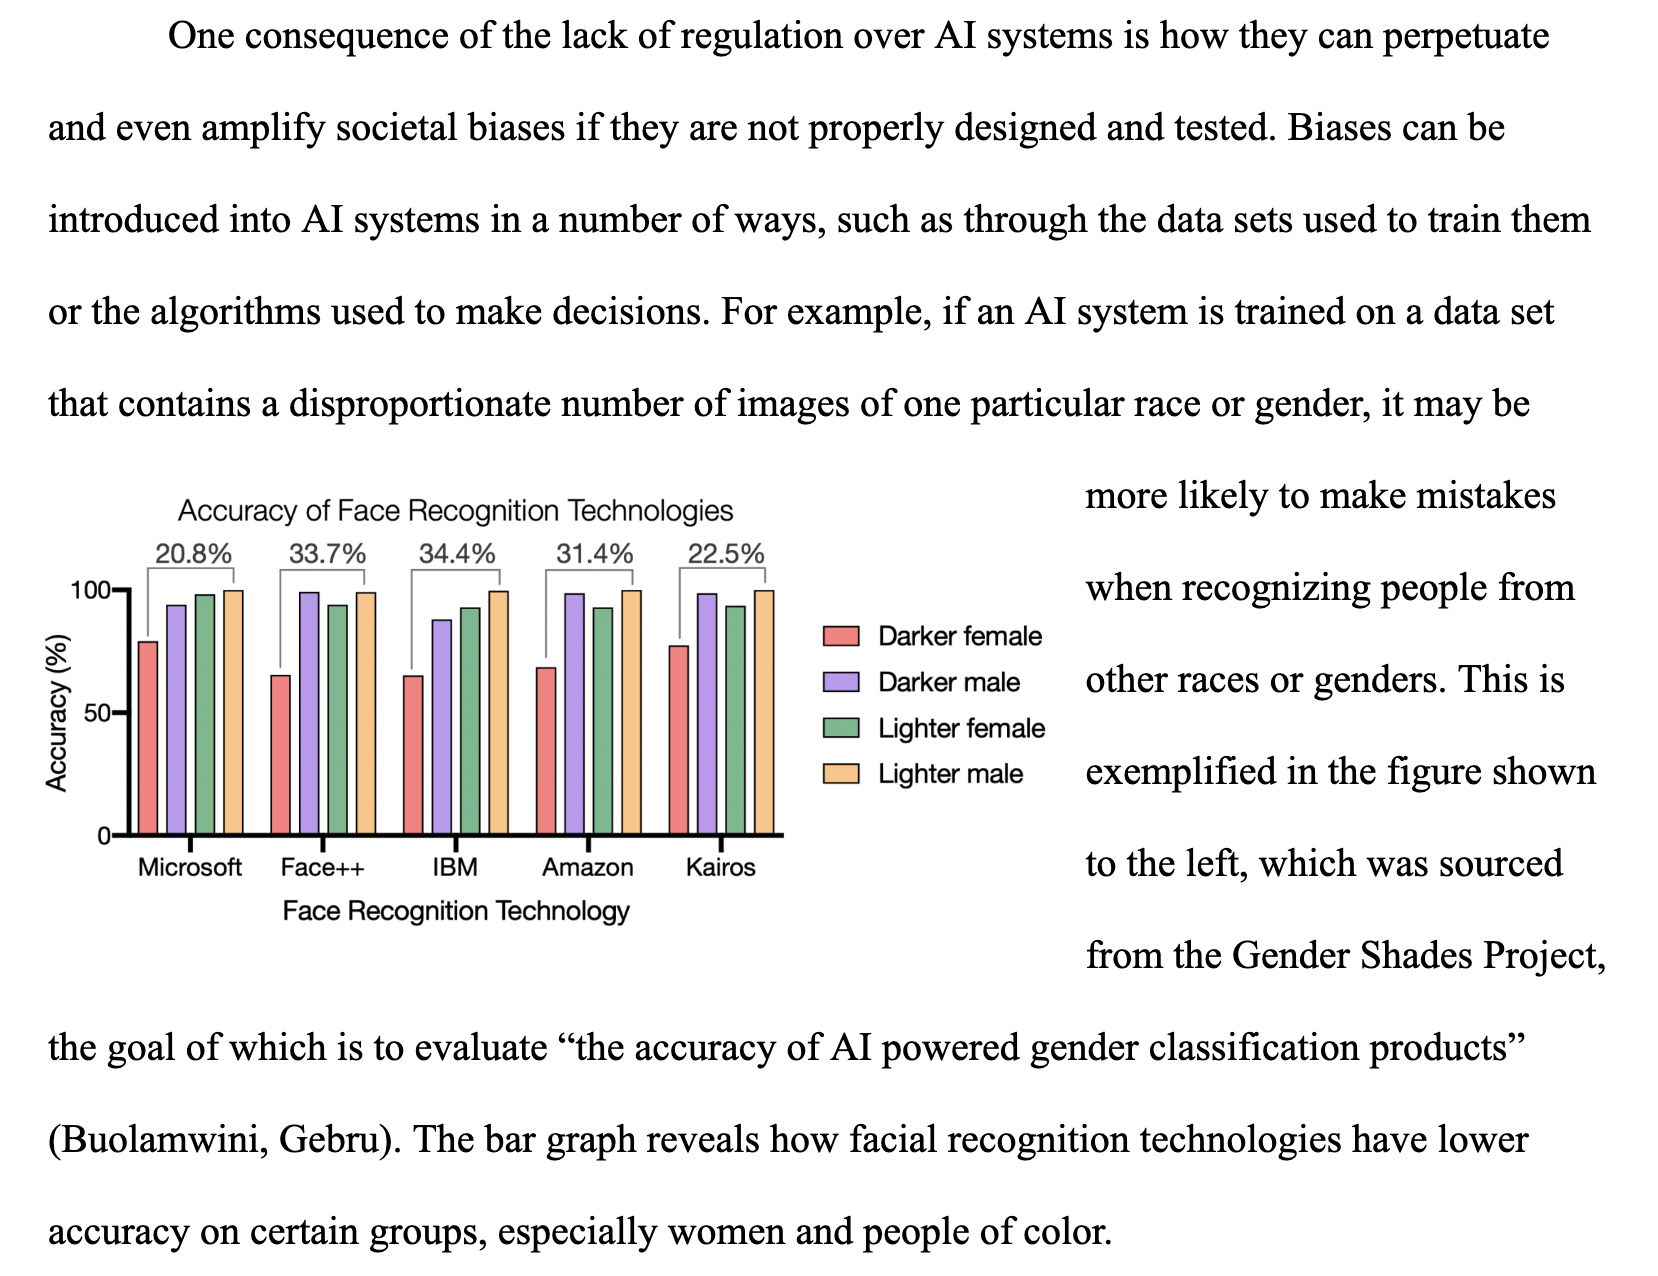 One consequence of the lack of regulation over AI systems is how they can perpetuate
and even amplify societal biases if they are not properly designed and tested. Biases can be
introduced into AI systems in a number of ways, such as through the data sets used to train them
or the algorithms used to make decisions. For example, if an AI system is trained on a data set
that contains a disproportionate number of images of one particular race or gender, it may be
Accuracy of Face Recognition Technologies
20.8% 33.7% 34.4% 31.4% 22.5%
100
50
0
Accuracy (%)
Microsoft Face++ IBM Amazon Kairos
Face Recognition Technology
Darker female
Darker male
Lighter female
Lighter male
more likely to make mistakes
when recognizing people from
other races or genders. This is
exemplified in the figure shown
to the left, which was sourced
from the Gender Shades Project,
the goal of which is to evaluate “the accuracy of AI powered gender classification products”
(Buolamwini, Gebru). The bar graph reveals how facial recognition technologies have lower
accuracy on certain groups, especially women and people of color.